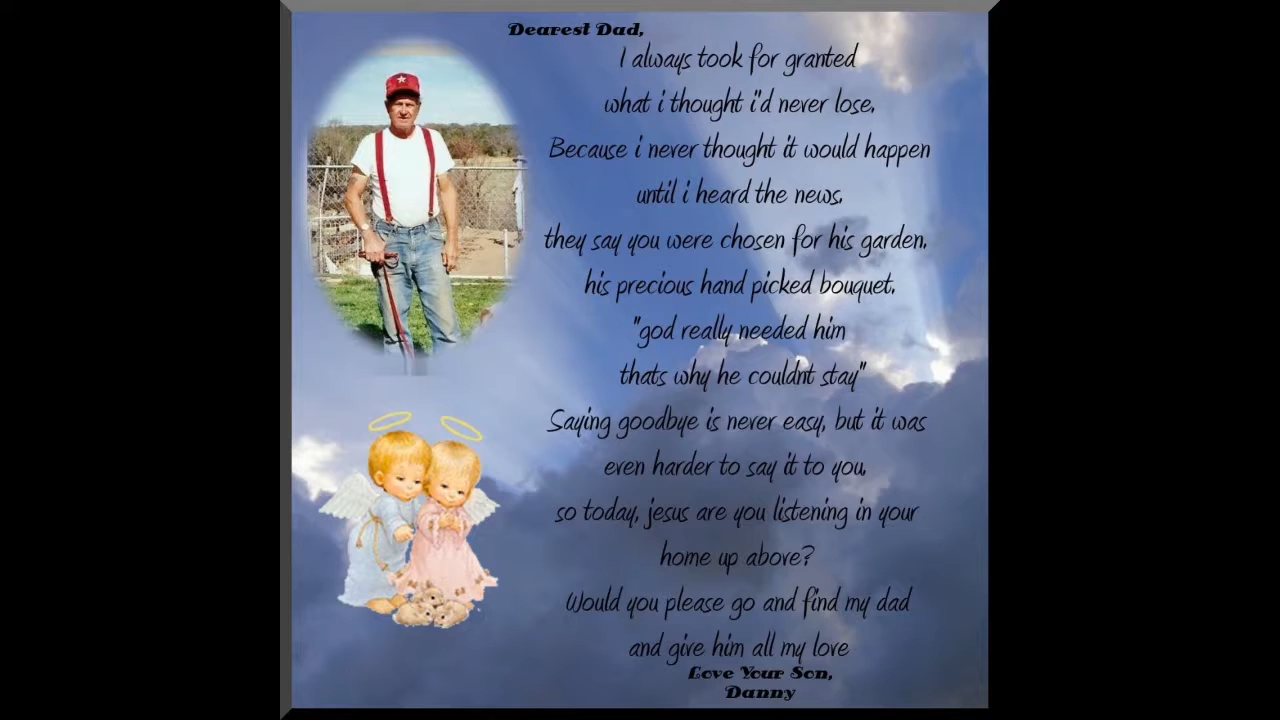 Dearest Dad,
I always took for granted
what i thought i"d never lose,
Because i never thought it would happen
until i heard the news,
they say you were chosen for his garden,
his precious hand picked bouquet,
"god really needed him
thats why he couldnt stay"
Saying goodbye is never easy, but it was
even harder to say it to you,
so today, jesus are you listening in your
home up above?
Would you please go and find my dad
and give him all my love
Love Your Son,
Danny